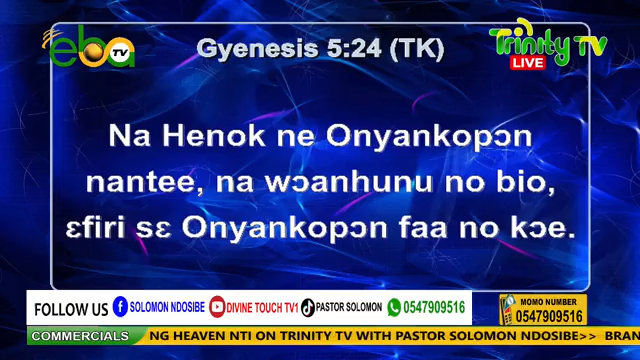 eba TV
Gyenesis 5:24 (TK)
Trinity TV
LIVE
Na Henok ne Onyankopɔn
nantee, na wɔanhunu no bio,
ɛfiri sɛ Onyankopɔn faa no kɔe.
FOLLOW US SOLOMON NDOSIBE DIVINE TOUCH TV1 PASTOR SOLOMON 0547909516
MOMO NUMBER
0547909516
COMMERCIALS NG HEAVEN NTI ON TRINITY TV WITH PASTOR SOLOMON NDOSIBE>> BRAN